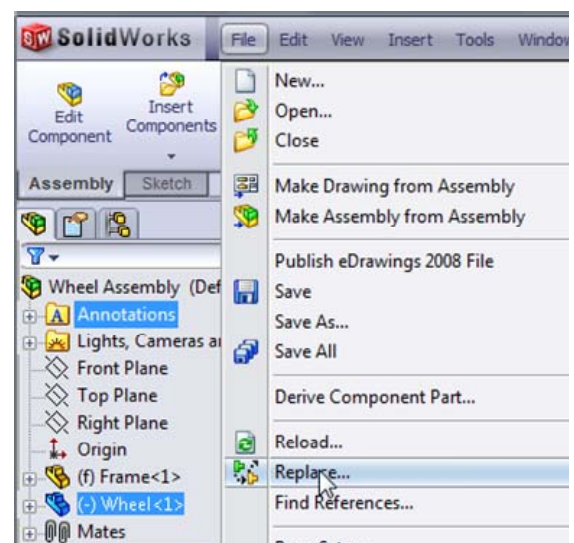 SolidWorks File Edit View Insert Tools Window
Edit Component
Insert Components
Assembly Sketch
Wheel Assembly (Def
Annotations
Lights, Cameras a
Front Plane
Top Plane
Right Plane
Origin
(f) Frame<1>
(-) Wheel<1>
Mates
New...
Open...
Close
Make Drawing from Assembly
Make Assembly from Assembly
Publish eDrawings 2008 File
Save
Save As...
Save All
Derive Component Part...
Reload...
Replace...
Find References...